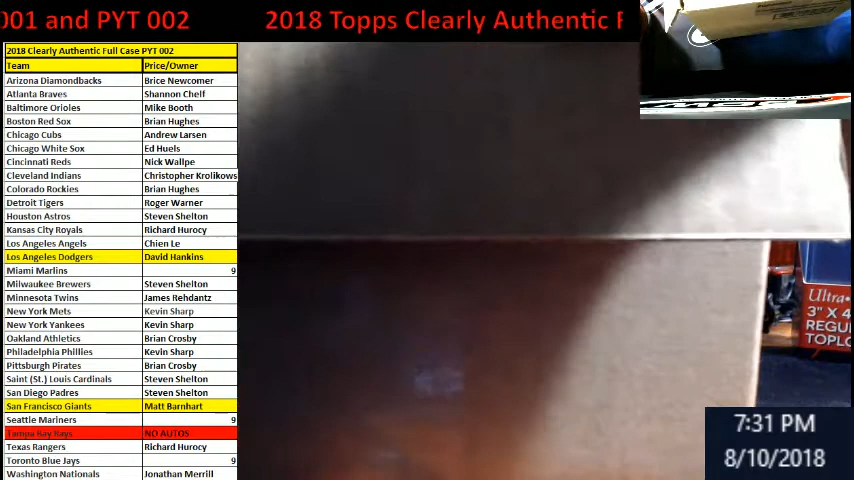 001 and PYT 002 2018 Topps Clearly Authentic F
2018 Clearly Authentic Full Case PYT 002
Team Price/Owner
Arizona Diamondbacks Brice Newcomer
Atlanta Braves Shannon Chelf
Baltimore Orioles Mike Booth
Boston Red Sox Brian Hughes
Chicago Cubs Andrew Larsen
Chicago White Sox Ed Huels
Cincinnati Reds Nick Wallpe
Cleveland Indians Christopher Krolikows
Colorado Rockies Brian Hughes
Detroit Tigers Roger Warner
Houston Astros Steven Shelton
Kansas City Royals Richard Hurocy
Los Angeles Angels Chien Le
Los Angeles Dodgers David Hankins
Miami Marlins 9
Milwaukee Brewers Steven Shelton
Minnesota Twins James Rehdantz
New York Mets Kevin Sharp
New York Yankees Kevin Sharp
Oakland Athletics Brian Crosby
Philadelphia Phillies Kevin Sharp
Pittsburgh Pirates Brian Crosby
Saint (St.) Louis Cardinals Steven Shelton
San Diego Padres Steven Shelton
San Francisco Giants Matt Barnhart
Seattle Mariners 9
Tampa Bay Rays NO AUTOS
Texas Rangers Richard Hurocy
Toronto Blue Jays 9
Washington Nationals Jonathan Merrill
Ultra
3" X 4
REGU
TOPLO
7:31 PM
8/10/2018